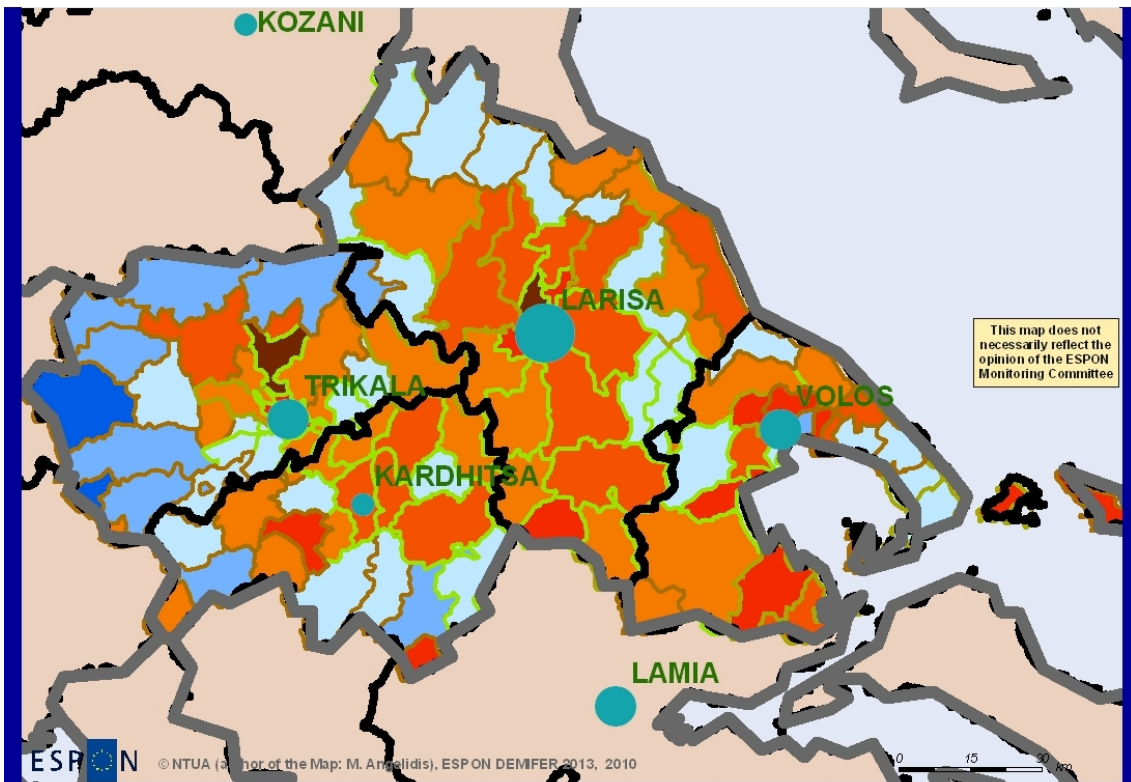 KOZANI
LARISA
This map does not
necessarily reflect the
opinion of the ESPON
Monitoring Committee
TRIKALA
VOLOS
KARDHITSA
LAMIA
ESPON
© NTUA (author of the Map: M. Angelidis), ESPON DEMIFER 2013, 2010
0 15 30
km